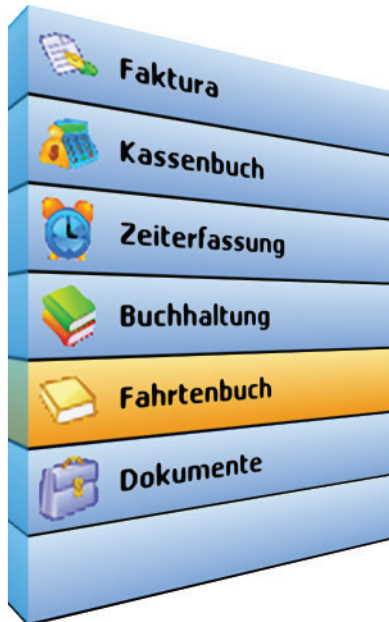 Faktura
Kassenbuch
Zeiterfassung
Buchhaltung
Fahrtenbuch
Dokumente